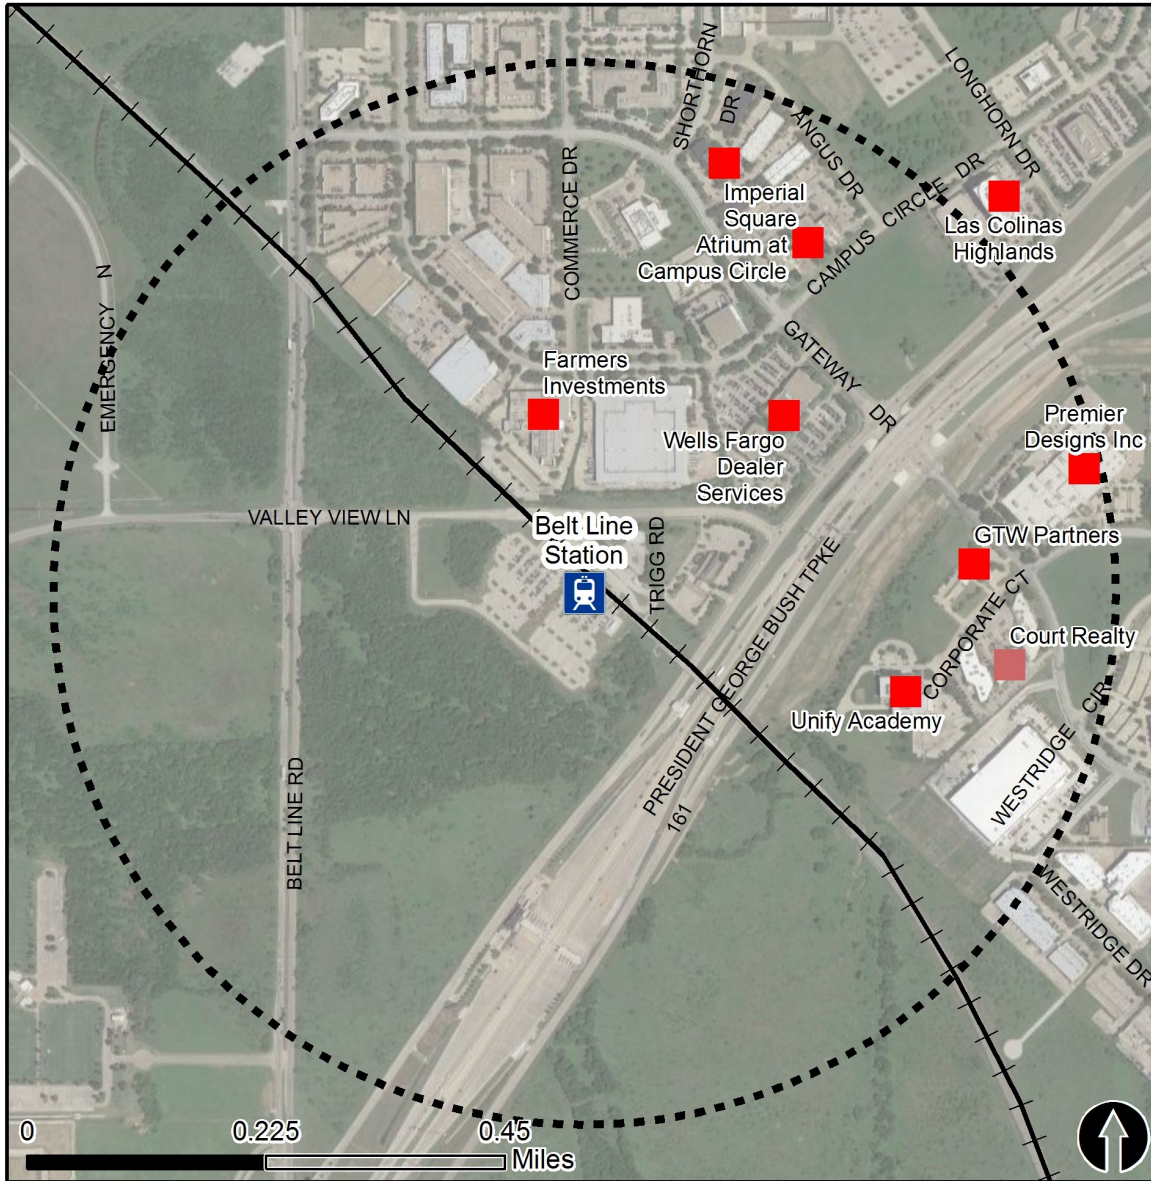 SHORTHORN
DR
LONGHORN DR
ANGUS DR
COMMERCE DR
CAMPUS CIRCLE DR
Imperial
Square
Atrium at
Campus Circle
Las Colinas
Highlands
EMERGENCY N
GATEWAY DR
Farmers
Investments
Wells Fargo
Dealer
Services
Premier
Designs Inc
VALLEY VIEW LN
Belt Line
Station
TRIGG RD
GTW Partners
CORPORATE CT
Court Realty
Unify Academy
PRESIDENT GEORGE BUSH TPKE
161
WESTRIDGE CIR
BELT LINE RD
WESTRIDGE DR
0 0.225 0.45
Miles